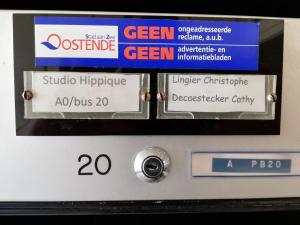 Stad aan Zee
OOSTENDE
GEEN ongeadresseerde reclame, a.u.b.
GEEN advertentie- en informatiebladen
Studio Hippique
A0/bus 20
Lingier Christophe
Decaestecker Cathy
20
A PB20